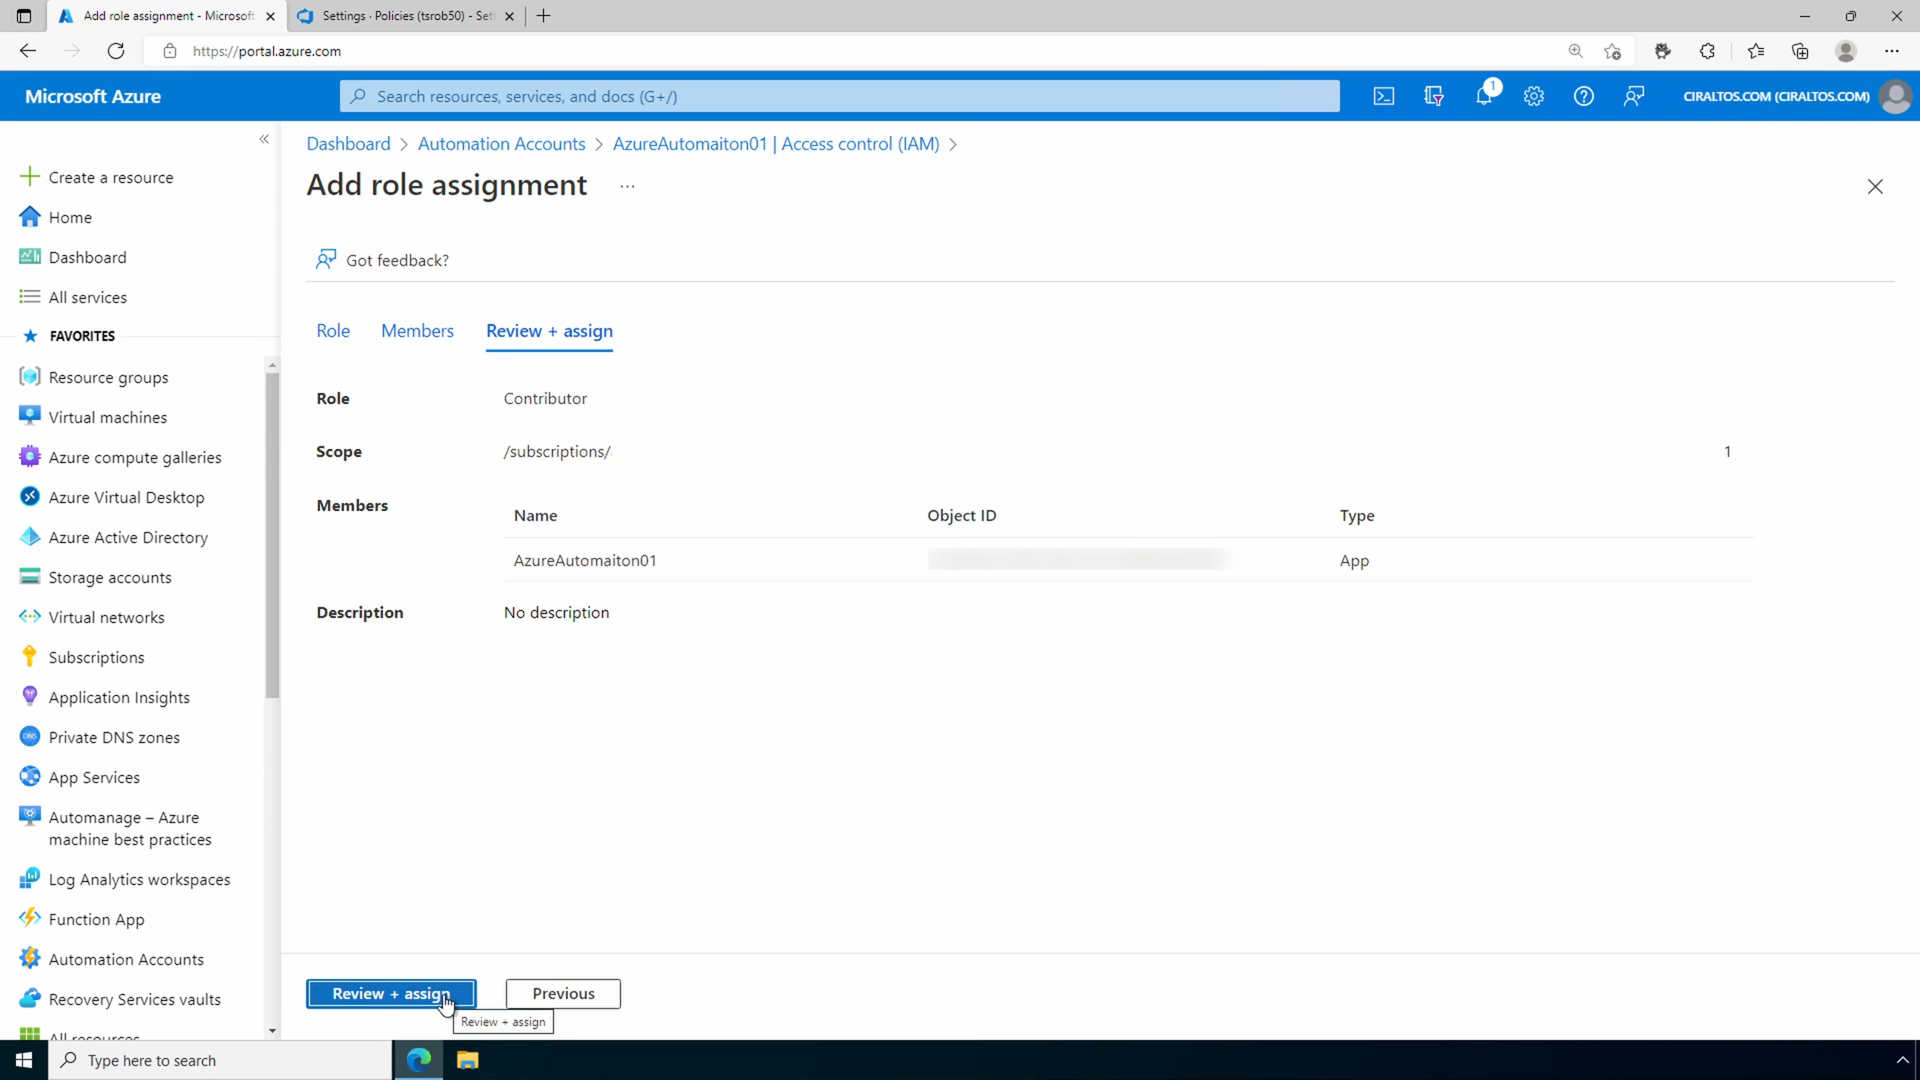 Add role assignment - Microsoft
Settings · Policies (tsrob50) - Set
https://portal.azure.com
Microsoft Azure
Search resources, services, and docs (G+/)
1
CIRALTOS.COM (CIRALTOS.COM)
Dashboard > Automation Accounts > AzureAutomaiton01 | Access control (IAM) >
Add role assignment ...
Got feedback?
Role
Members
Review + assign
Role
Contributor
Scope
/subscriptions/
1
Members
Name
Object ID
Type
AzureAutomaiton01
App
Description
No description
Review + assign
Previous
Review + assign
Create a resource
Home
Dashboard
All services
FAVORITES
Resource groups
Virtual machines
Azure compute galleries
Azure Virtual Desktop
Azure Active Directory
Storage accounts
Virtual networks
Subscriptions
Application Insights
Private DNS zones
App Services
Automanage – Azure
machine best practices
Log Analytics workspaces
Function App
Automation Accounts
Recovery Services vaults
All resources
Type here to search